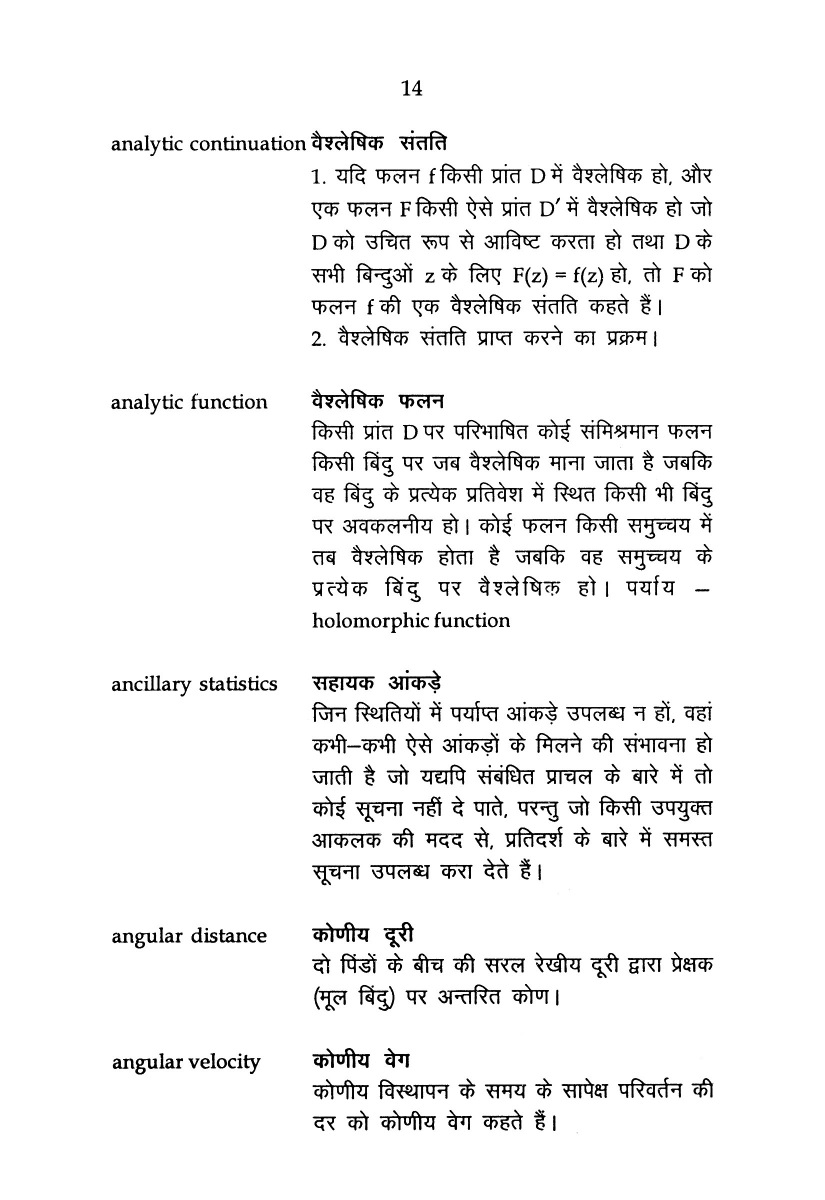 14
analytic continuation वैश्लेषिक संतति
1. यदि फलन f किसी प्रांत D में वैश्लेषिक हो, और
एक फलन F किसी ऐसे प्रांत D′ में वैश्लेषिक हो जो
D को उचित रूप से आविष्ट करता हो तथा D के
सभी बिन्दुओं z के लिए F(z) = f(z) हो, तो F को
फलन f की एक वैश्लेषिक संतति कहते हैं।
2. वैश्लेषिक संतति प्राप्त करने का प्रक्रम।
analytic function वैश्लेषिक फलन
किसी प्रांत D पर परिभाषित कोई संमिश्रमान फलन
किसी बिंदु पर जब वैश्लेषिक माना जाता है जबकि
वह बिंदु के प्रत्येक प्रतिवेश में स्थित किसी भी बिंदु
पर अवकलनीय हो। कोई फलन किसी समुच्चय में
तब वैश्लेषिक होता है जबकि वह समुच्चय के
प्रत्येक बिंदु पर वैश्लेषिक हो। पर्याय –
holomorphic function
ancillary statistics सहायक आंकड़े
जिन स्थितियों में पर्याप्त आंकड़े उपलब्ध न हों, वहां
कभी–कभी ऐसे आंकड़ों के मिलने की संभावना हो
जाती है जो यद्यपि संबंधित प्राचल के बारे में तो
कोई सूचना नहीं दे पाते, परन्तु जो किसी उपयुक्त
आकलक की मदद से, प्रतिदर्श के बारे में समस्त
सूचना उपलब्ध करा देते हैं।
angular distance कोणीय दूरी
दो पिंडों के बीच की सरल रेखीय दूरी द्वारा प्रेक्षक
(मूल बिंदु) पर अन्तरित कोण।
angular velocity कोणीय वेग
कोणीय विस्थापन के समय के सापेक्ष परिवर्तन की
दर को कोणीय वेग कहते हैं।